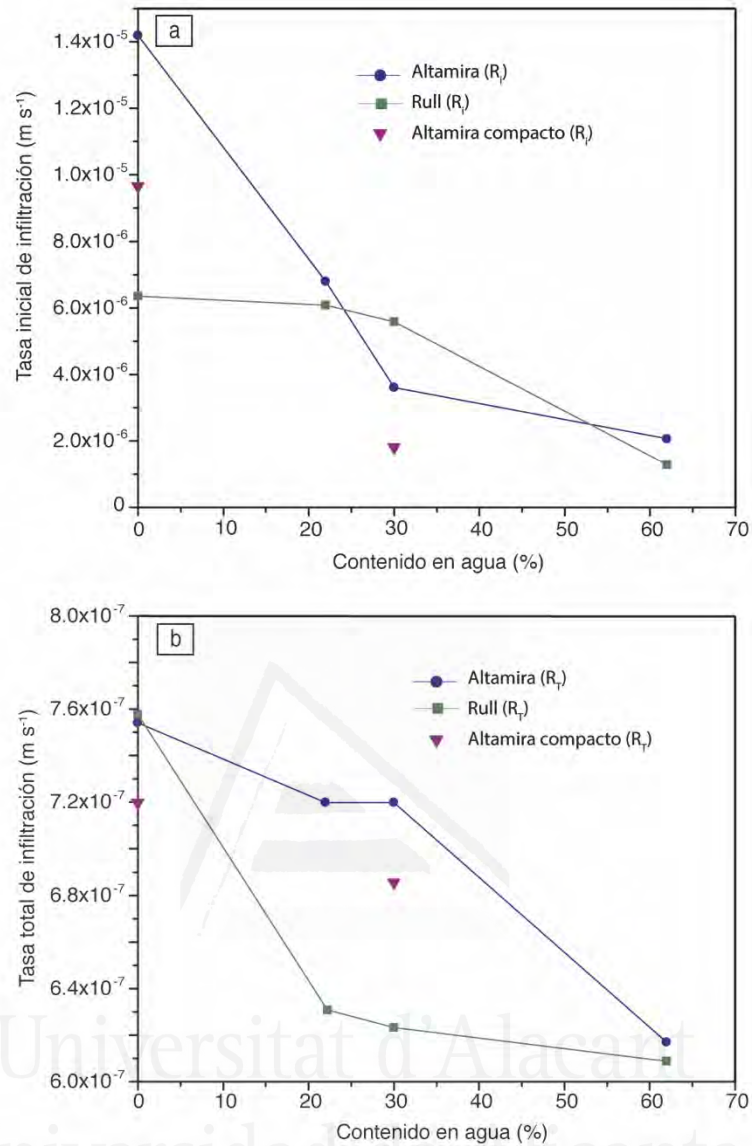 a
1.4x10⁻⁵
1.2x10⁻⁵
1.0x10⁻⁵
8.0x10⁻⁶
6.0x10⁻⁶
4.0x10⁻⁶
2.0x10⁻⁶
0
Tasa inicial de infiltración (m s⁻¹)
Altamira (Rᵢ)
Rull (Rᵢ)
Altamira compacto (Rᵢ)
0 10 20 30 40 50 60 70
Contenido en agua (%)
b
8.0x10⁻⁷
7.6x10⁻⁷
7.2x10⁻⁷
6.8x10⁻⁷
6.4x10⁻⁷
6.0x10⁻⁷
Tasa total de infiltración (m s⁻¹)
Altamira (R_T)
Rull (R_T)
Altamira compacto (R_T)
0 10 20 30 40 50 60 70
Contenido en agua (%)
Universitat d'Alacant